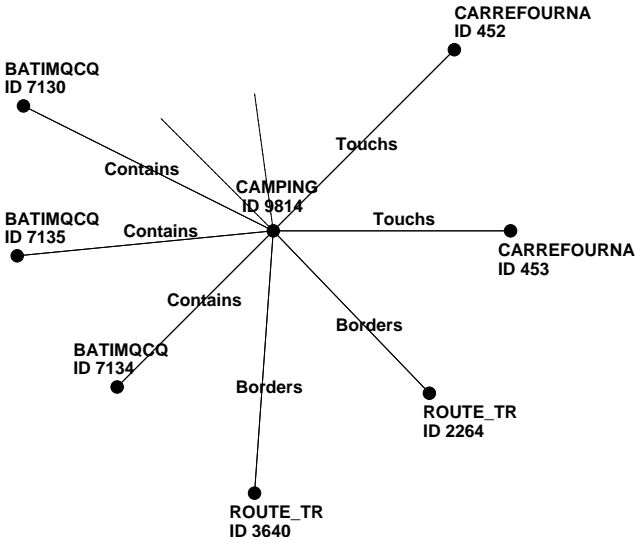 CARREFOURNA
ID 452
BATIMQCQ
ID 7130
Touchs
Contains
CAMPING
ID 9814
BATIMQCQ
ID 7135
Contains
Touchs
CARREFOURNA
ID 453
Contains
Borders
BATIMQCQ
ID 7134
Borders
ROUTE_TR
ID 2264
ROUTE_TR
ID 3640